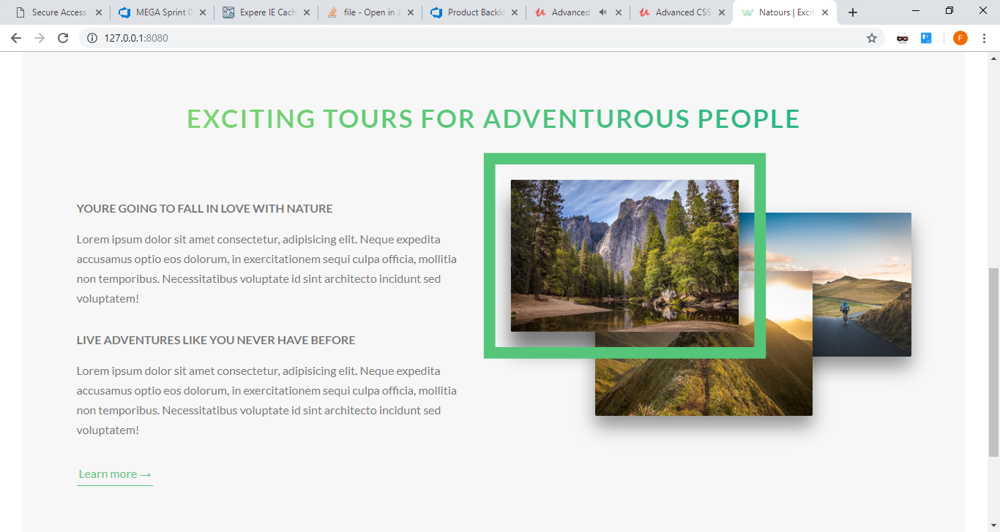 Secure Access
MEGA Sprint 0
Expere IE Cach
file - Open in J
Product Backlo
Advanced
Advanced CSS
Natours | Excit
127.0.0.1:8080
F
EXCITING TOURS FOR ADVENTUROUS PEOPLE
YOURE GOING TO FALL IN LOVE WITH NATURE
Lorem ipsum dolor sit amet consectetur, adipisicing elit. Neque expedita
accusamus optio eos dolorum, in exercitationem sequi culpa officia, mollitia
non temporibus. Necessitatibus voluptate id sint architecto incidunt sed
voluptatem!
LIVE ADVENTURES LIKE YOU NEVER HAVE BEFORE
Lorem ipsum dolor sit amet consectetur, adipisicing elit. Neque expedita
accusamus optio eos dolorum, in exercitationem sequi culpa officia, mollitia
non temporibus. Necessitatibus voluptate id sint architecto incidunt sed
voluptatem!
Learn more →